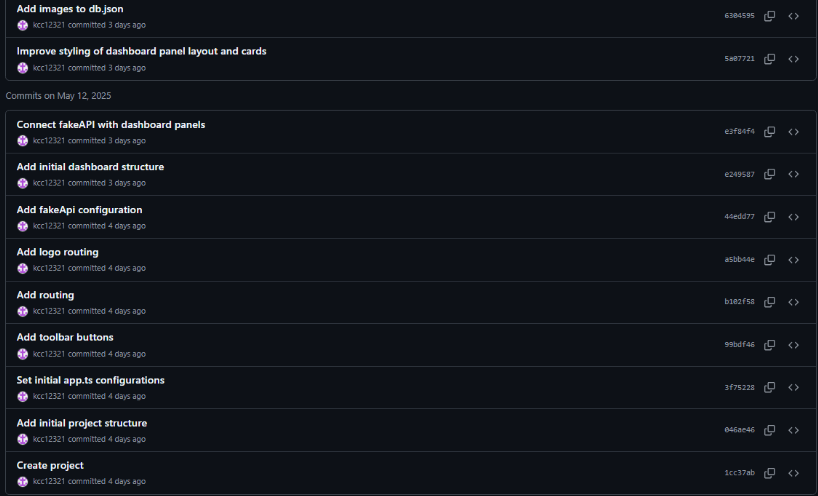 Add images to db.json
6304595
kcc12321 committed 3 days ago
Improve styling of dashboard panel layout and cards
5a07721
kcc12321 committed 3 days ago
Commits on May 12, 2025
Connect fakeAPI with dashboard panels
e3f84f4
kcc12321 committed 3 days ago
Add initial dashboard structure
e249587
kcc12321 committed 3 days ago
Add fakeApi configuration
44edd77
kcc12321 committed 4 days ago
Add logo routing
a5bb44e
kcc12321 committed 4 days ago
Add routing
b102f58
kcc12321 committed 4 days ago
Add toolbar buttons
99bdf46
kcc12321 committed 4 days ago
Set initial app.ts configurations
3f75228
kcc12321 committed 4 days ago
Add initial project structure
046ae46
kcc12321 committed 4 days ago
Create project
1cc37ab
kcc12321 committed 4 days ago